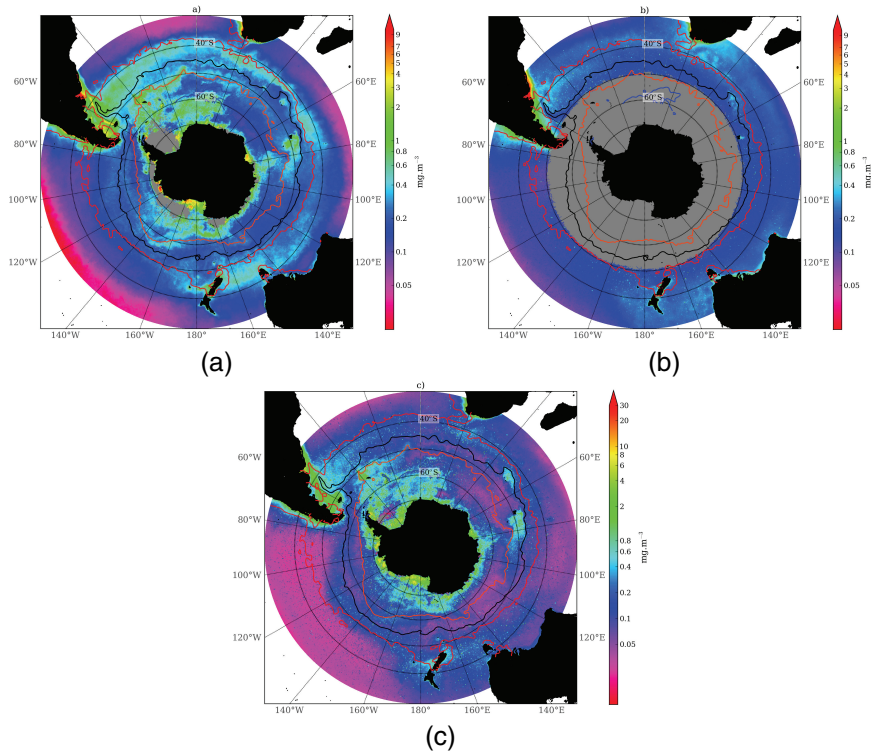 a)
40°S
60°S
60°W
80°W
100°W
120°W
140°W
160°W
180°
160°E
140°E
120°E
100°E
80°E
60°E
9
6
5
4
3
2
1
0.8
0.6
0.4
0.2
0.1
0.05
mg.m⁻³
(a)
b)
40°S
60°S
60°W
80°W
100°W
120°W
140°W
160°W
180°
160°E
140°E
120°E
100°E
80°E
60°E
9
6
5
4
3
2
1
0.8
0.6
0.4
0.2
0.1
0.05
mg.m⁻³
(b)
c)
40°S
60°S
60°W
80°W
100°W
120°W
140°W
160°W
180°
160°E
140°E
120°E
100°E
80°E
60°E
30
20
10
6
4
2
1
0.8
0.6
0.4
0.2
0.1
0.05
mg.m⁻³
(c)